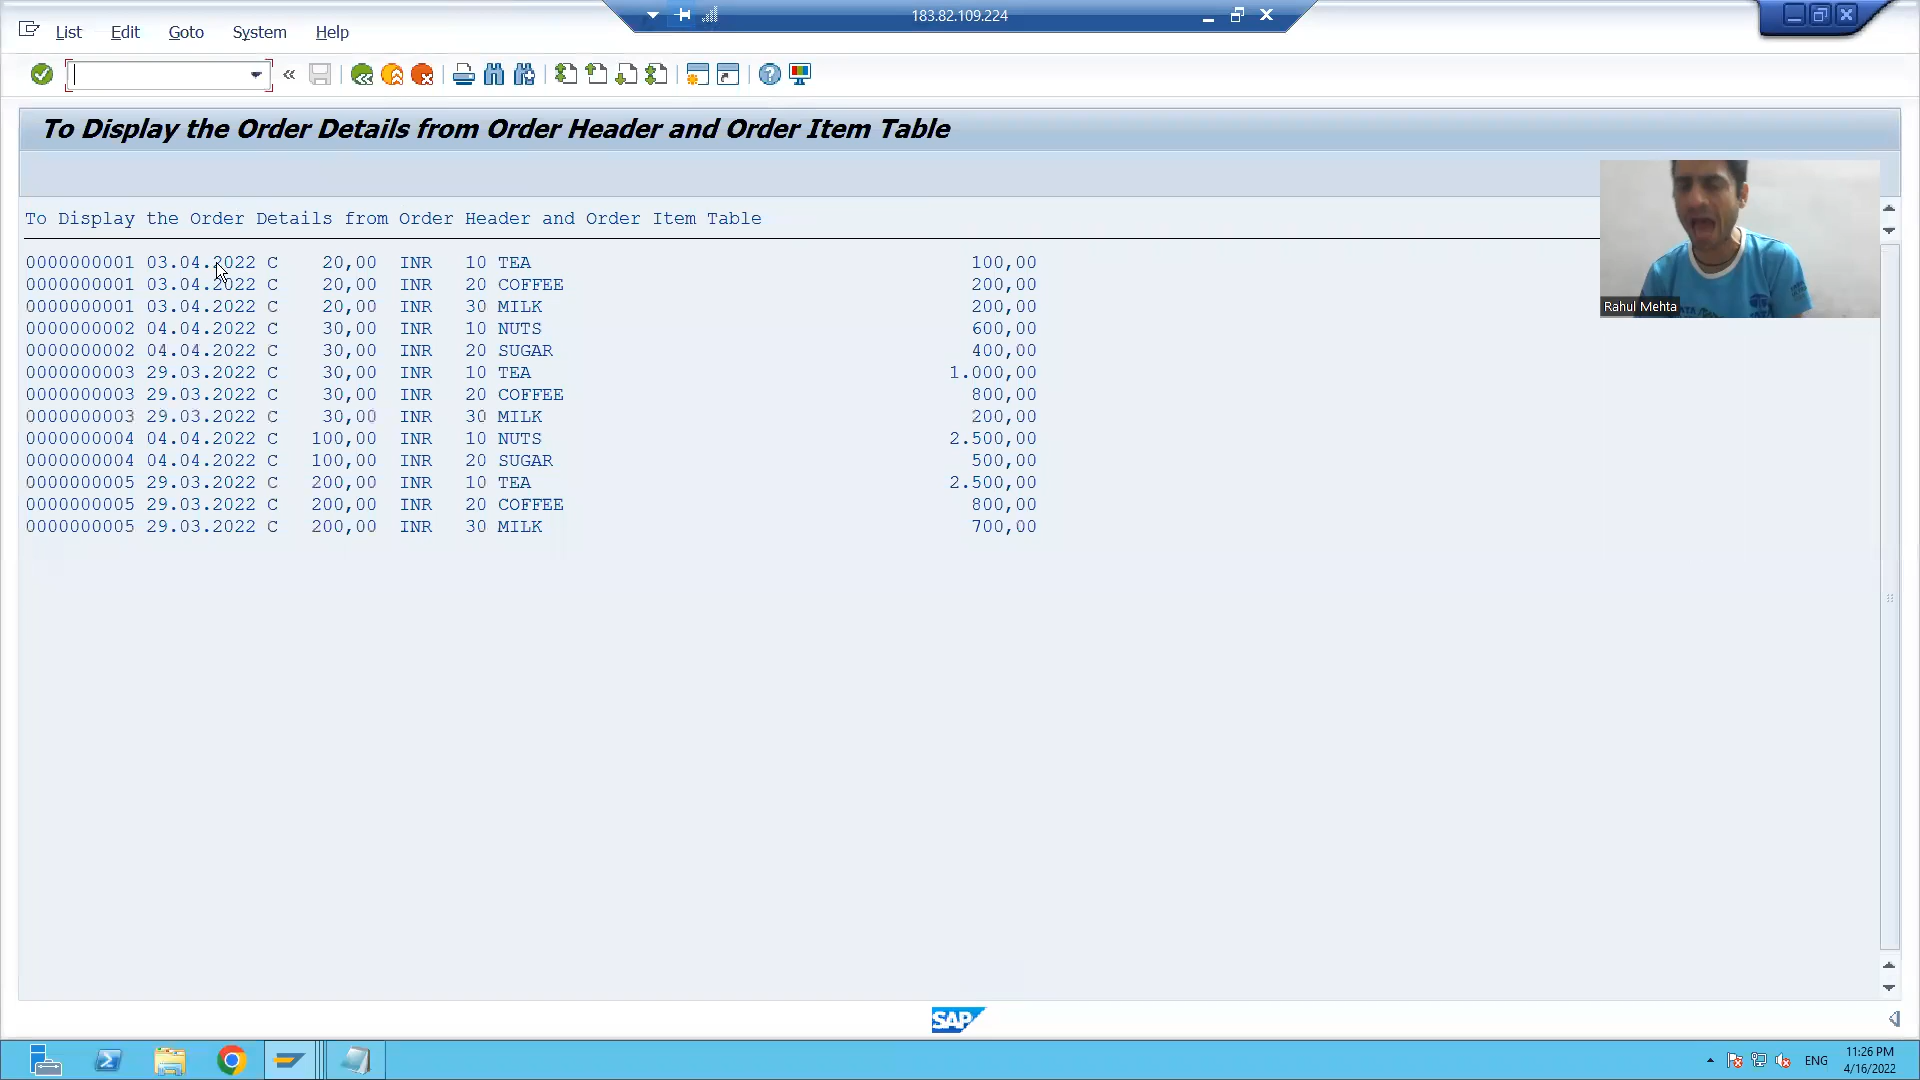 183.82.109.224
List Edit Goto System Help
To Display the Order Details from Order Header and Order Item Table
To Display the Order Details from Order Header and Order Item Table
0000000001 03.04.2022 C 20,00 INR 10 TEA 100,00
0000000001 03.04.2022 C 20,00 INR 20 COFFEE 200,00
0000000001 03.04.2022 C 20,00 INR 30 MILK 200,00
0000000002 04.04.2022 C 30,00 INR 10 NUTS 600,00
0000000002 04.04.2022 C 30,00 INR 20 SUGAR 400,00
0000000003 29.03.2022 C 30,00 INR 10 TEA 1.000,00
0000000003 29.03.2022 C 30,00 INR 20 COFFEE 800,00
0000000003 29.03.2022 C 30,00 INR 30 MILK 200,00
0000000004 04.04.2022 C 100,00 INR 10 NUTS 2.500,00
0000000004 04.04.2022 C 100,00 INR 20 SUGAR 500,00
0000000005 29.03.2022 C 200,00 INR 10 TEA 2.500,00
0000000005 29.03.2022 C 200,00 INR 20 COFFEE 800,00
0000000005 29.03.2022 C 200,00 INR 30 MILK 700,00
Rahul Mehta
SAP
ENG
11:26 PM
4/16/2022